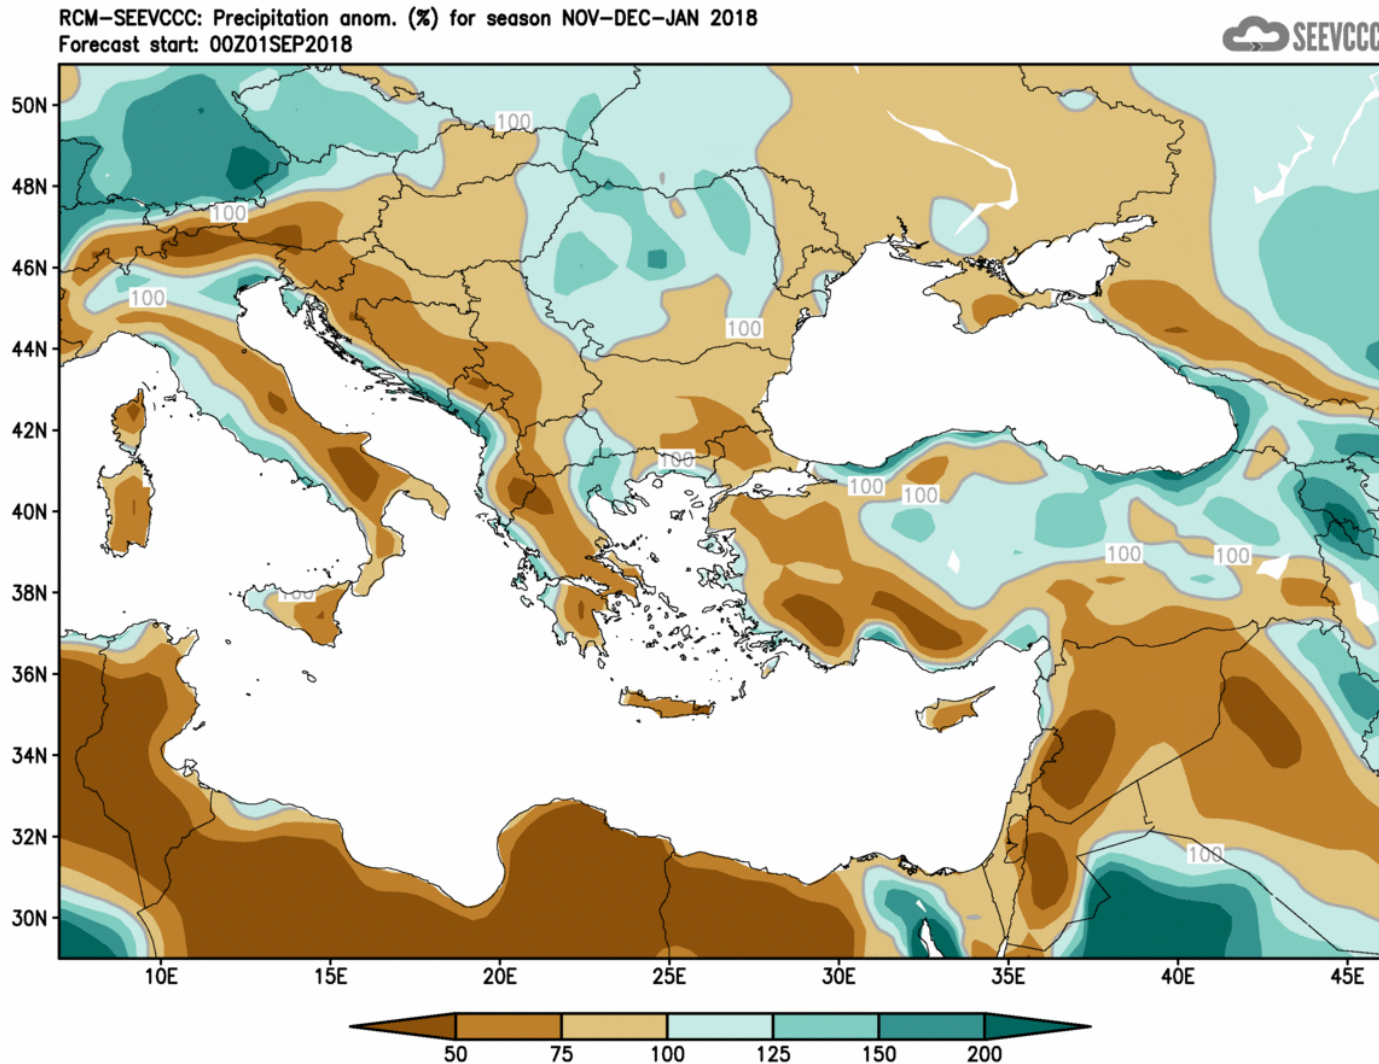 RCM-SEEVCCC: Precipitation anom. (%) for season NOV-DEC-JAN 2018
Forecast start: 00Z01SEP2018
SEEVCCC
50N
48N
46N
44N
42N
40N
38N
36N
34N
32N
30N
100
100
100
100
100
100
100
100
100
100
100
10E
15E
20E
25E
30E
35E
40E
45E
50 75 100 125 150 200